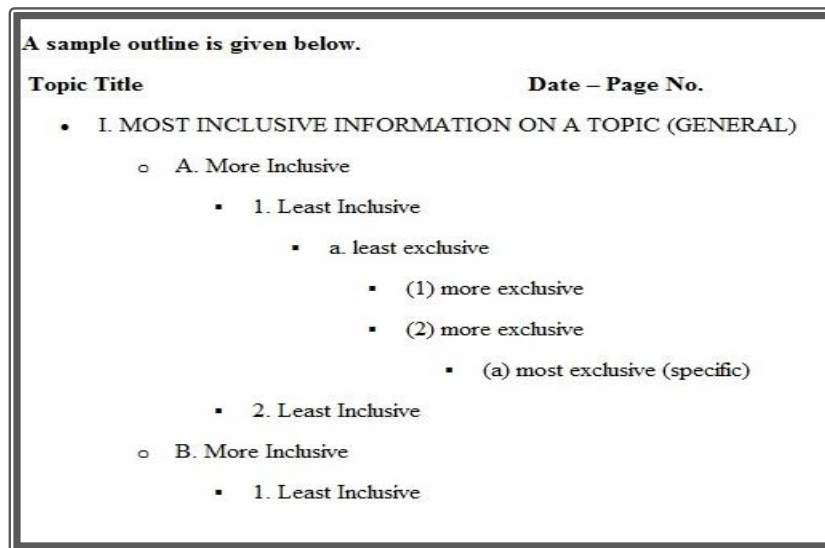 A sample outline is given below.
Topic Title Date – Page No.
• I. MOST INCLUSIVE INFORMATION ON A TOPIC (GENERAL)
o A. More Inclusive
▪ 1. Least Inclusive
▪ a. least exclusive
▪ (1) more exclusive
▪ (2) more exclusive
▪ (a) most exclusive (specific)
▪ 2. Least Inclusive
o B. More Inclusive
▪ 1. Least Inclusive